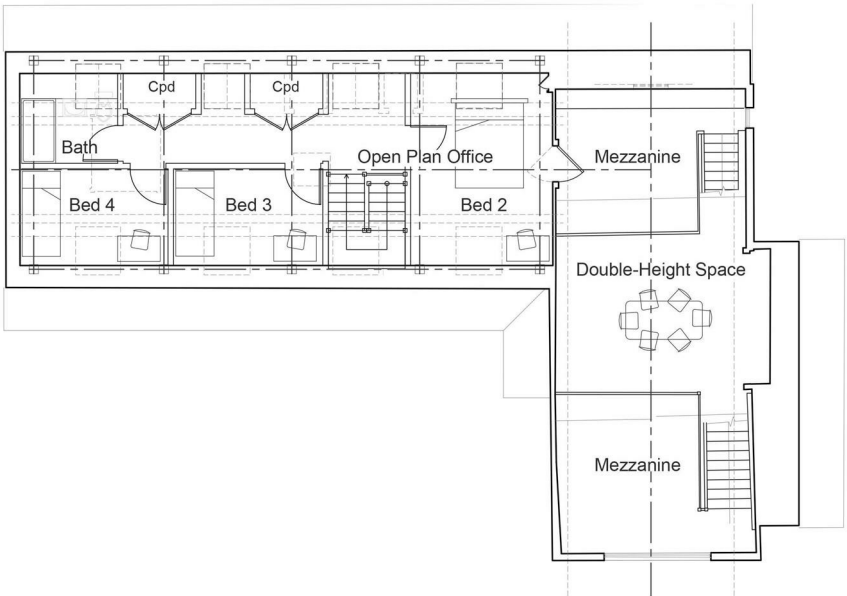 Cpd
Cpd
Bath
Open Plan Office
Mezzanine
Bed 4
Bed 3
Bed 2
Double-Height Space
Mezzanine